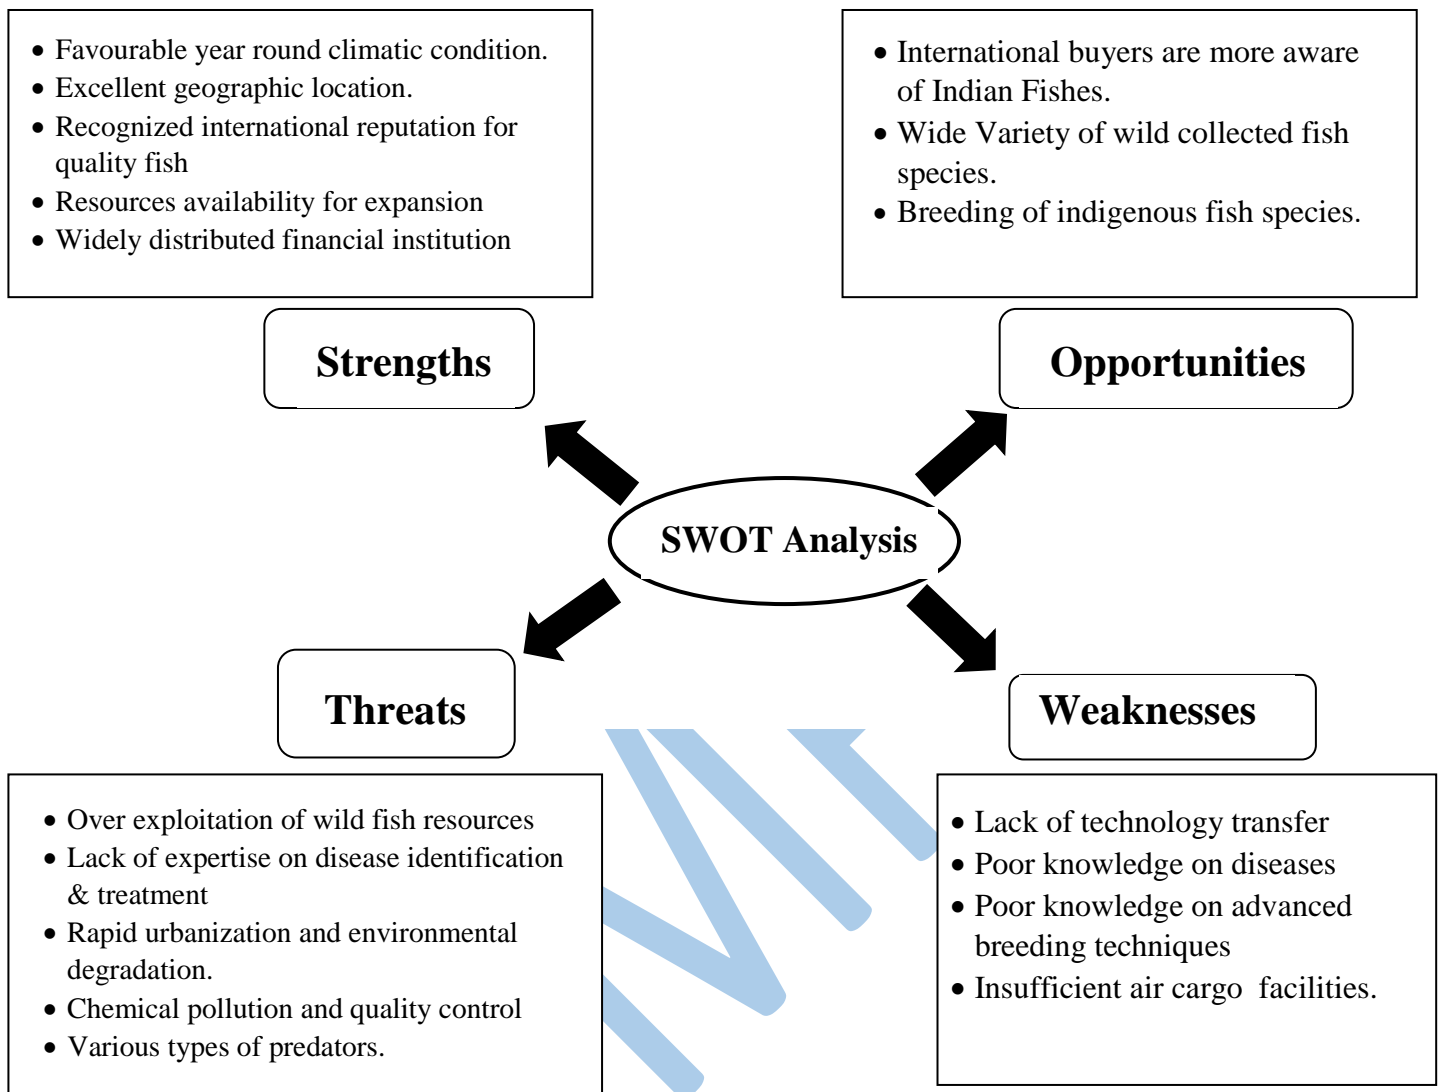 • Favourable year round climatic condition.
• Excellent geographic location.
• Recognized international reputation for
quality fish
• Resources availability for expansion
• Widely distributed financial institution
• International buyers are more aware
of Indian Fishes.
• Wide Variety of wild collected fish
species.
• Breeding of indigenous fish species.
Strengths
Opportunities
SWOT Analysis
Threats
Weaknesses
• Over exploitation of wild fish resources
• Lack of expertise on disease identification
& treatment
• Rapid urbanization and environmental
degradation.
• Chemical pollution and quality control
• Various types of predators.
• Lack of technology transfer
• Poor knowledge on diseases
• Poor knowledge on advanced
breeding techniques
• Insufficient air cargo facilities.